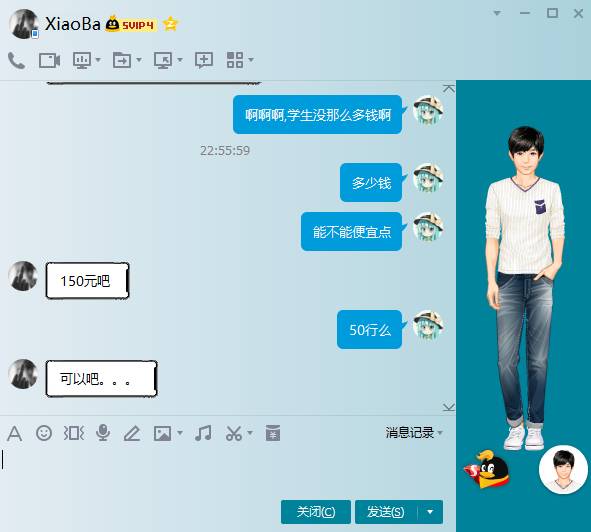 XiaoBa SVIP4
啊啊啊,学生没那么多钱啊
22:55:59
多少钱
能不能便宜点
150元吧
50行么
可以吧。。。
消息记录
关闭(C) 发送(S)